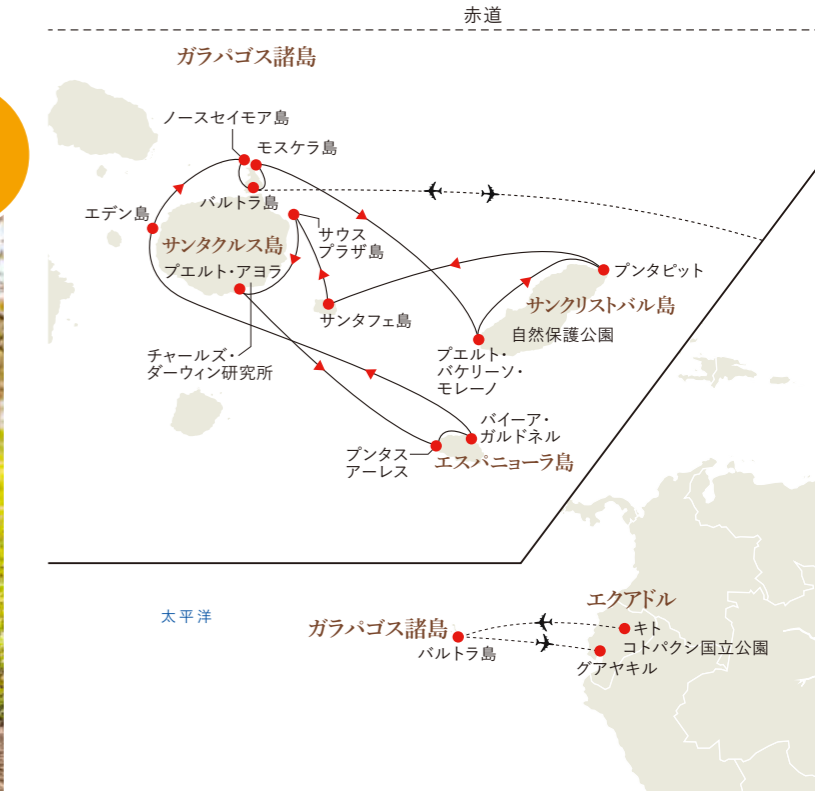 赤道
ガラパゴス諸島
ノースセイモア島
モスケラ島
バルトラ島
エデン島
サウス
プラザ島
サンタクルス島
プエルト・アヨラ
プンタピット
サンタフェ島
サンクリストバル島
自然保護公園
チャールズ・
ダーウィン研究所
プエルト・
バケリーソ・
モレーノ
バイーア・
ガルドネル
プンタス
アーレス
エスパニョーラ島
太平洋
エクアドル
ガラパゴス諸島
キト
バルトラ島
コトパクシ国立公園
グアヤキル